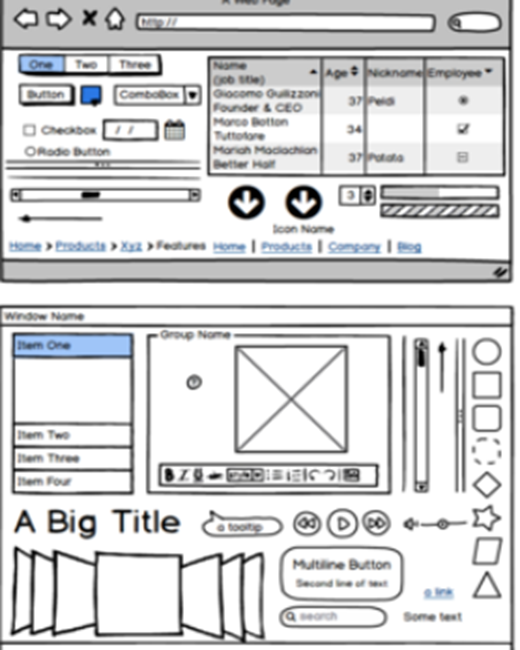 A Web Page
http://
One Two Three
Name
(job title)
Age
Nickname
Employee
Button
ComboBox
Giacomo Guilizzoni
Founder & CEO
37
Peldi
Checkbox
/ /
Marco Botton
Tuttofare
34
Radio Button
Mariah Maclachlan
Better Half
37
Patata
3
Icon Name
Home > Products > Xyz > Features
Home | Products | Company | Blog
Window Name
Item One
Group Name
?
Item Two
Item Three
Item Four
B I U abc
A Big Title
a tooltip
Multiline Button
Second line of text
a link
search
Some text